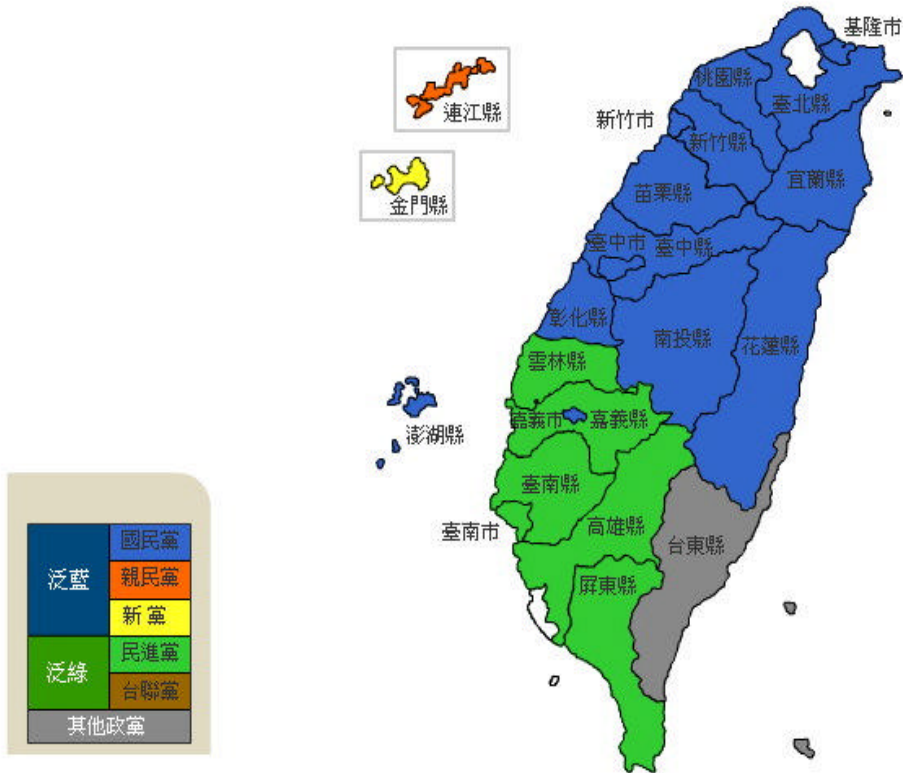 基隆市
桃園縣
臺北縣
連江縣
新竹市
新竹縣
宜蘭縣
苗栗縣
金門縣
臺中市
臺中縣
彰化縣
南投縣
花蓮縣
雲林縣
嘉義市
嘉義縣
澎湖縣
臺南縣
臺南市
高雄縣
台東縣
屏東縣
泛藍
國民黨
親民黨
新 黨
泛綠
民進黨
台聯黨
其他政黨